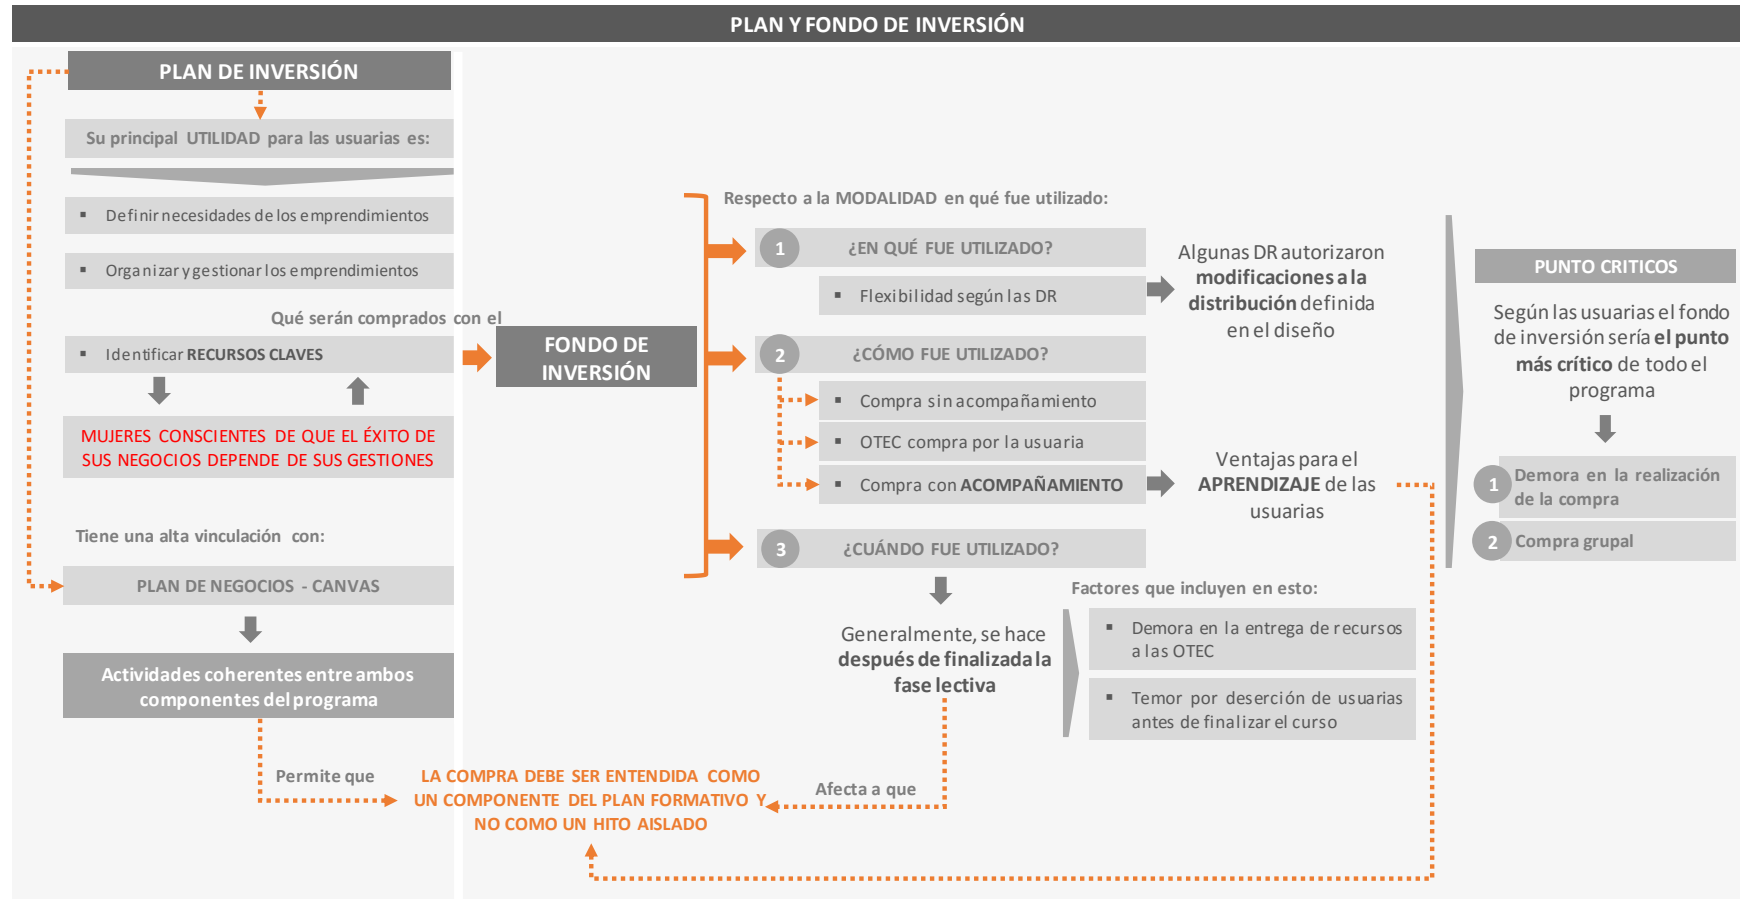 PLAN Y FONDO DE INVERSIÓN
PLAN DE INVERSIÓN
Su principal UTILIDAD para las usuarias es:
▪ Definir necesidades de los emprendimientos
▪ Organizar y gestionar los emprendimientos
Qué serán comprados con el
▪ Identificar RECURSOS CLAVES
MUJERES CONSCIENTES DE QUE EL ÉXITO DE
SUS NEGOCIOS DEPENDE DE SUS GESTIONES
Tiene una alta vinculación con:
PLAN DE NEGOCIOS - CANVAS
Actividades coherentes entre ambos
componentes del programa
Permite que
LA COMPRA DEBE SER ENTENDIDA COMO
UN COMPONENTE DEL PLAN FORMATIVO Y
NO COMO UN HITO AISLADO
FONDO DE
INVERSIÓN
Respecto a la MODALIDAD en qué fue utilizado:
1 ¿EN QUÉ FUE UTILIZADO?
▪ Flexibilidad según las DR
Algunas DR autorizaron
modificaciones a la
distribución definida
en el diseño
2 ¿CÓMO FUE UTILIZADO?
▪ Compra sin acompañamiento
▪ OTEC compra por la usuaria
▪ Compra con ACOMPAÑAMIENTO
Ventajas para el
APRENDIZAJE de las
usuarias
3 ¿CUÁNDO FUE UTILIZADO?
Generalmente, se hace
después de finalizada la
fase lectiva
Afecta a que
Factores que incluyen en esto:
▪ Demora en la entrega de recursos
a las OTEC
▪ Temor por deserción de usuarias
antes de finalizar el curso
PUNTO CRITICOS
Según las usuarias el fondo
de inversión sería el punto
más crítico de todo el
programa
1 Demora en la realización
de la compra
2 Compra grupal